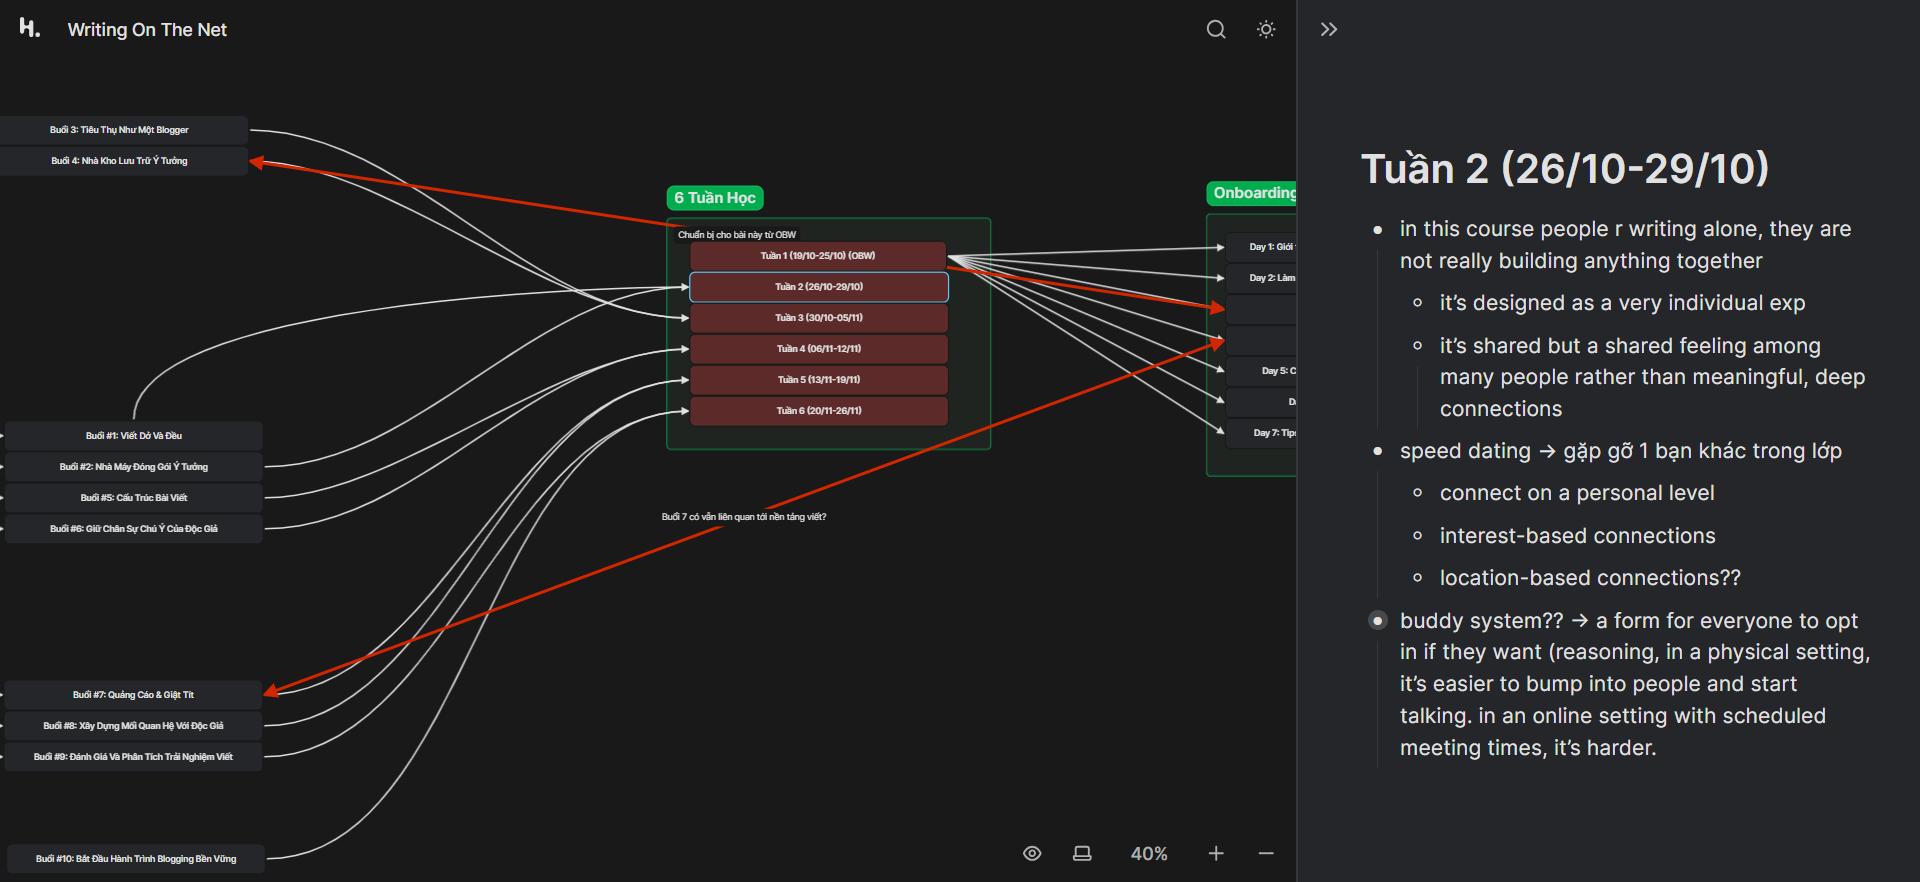 H.
Writing On The Net
Buổi 3: Tiêu Thụ Như Một Blogger
Buổi 4: Nhà Kho Lưu Trữ Ý Tưởng
Buổi #1: Viết Dở Và Đều
Buổi #2: Nhà Máy Đóng Gói Ý Tưởng
Buổi #5: Cấu Trúc Bài Viết
Buổi #6: Giữ Chân Sự Chú Ý Của Độc Giả
Buổi #7: Quảng Cáo & Giật Tít
Buổi #8: Xây Dựng Mối Quan Hệ Với Độc Giả
Buổi #9: Đánh Giá Và Phân Tích Trải Nghiệm Viết
Buổi #10: Bắt Đầu Hành Trình Blogging Bền Vững
6 Tuần Học
Chuẩn bị cho bài này từ OBW
Tuần 1 (19/10-25/10) (OBW)
Tuần 2 (26/10-29/10)
Tuần 3 (30/10-05/11)
Tuần 4 (06/11-12/11)
Tuần 5 (13/11-19/11)
Tuần 6 (20/11-26/11)
Buổi 7 có vẫn liên quan tới nền tảng viết?
Onboarding
Day 1: Giới
Day 2: Làm
Day 5: C
Day 7: Tips
40%
Tuần 2 (26/10-29/10)
in this course people r writing alone, they are
not really building anything together
it’s designed as a very individual exp
it’s shared but a shared feeling among
many people rather than meaningful, deep
connections
speed dating → gặp gỡ 1 bạn khác trong lớp
connect on a personal level
interest-based connections
location-based connections??
buddy system?? → a form for everyone to opt
in if they want (reasoning, in a physical setting,
it’s easier to bump into people and start
talking. in an online setting with scheduled
meeting times, it’s harder.